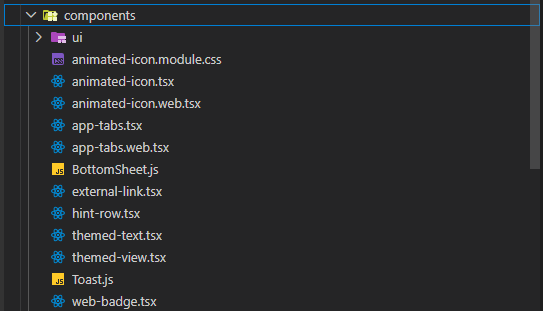 components
ui
animated-icon.module.css
animated-icon.tsx
animated-icon.web.tsx
app-tabs.tsx
app-tabs.web.tsx
JS BottomSheet.js
external-link.tsx
hint-row.tsx
themed-text.tsx
themed-view.tsx
JS Toast.js
web-badge.tsx